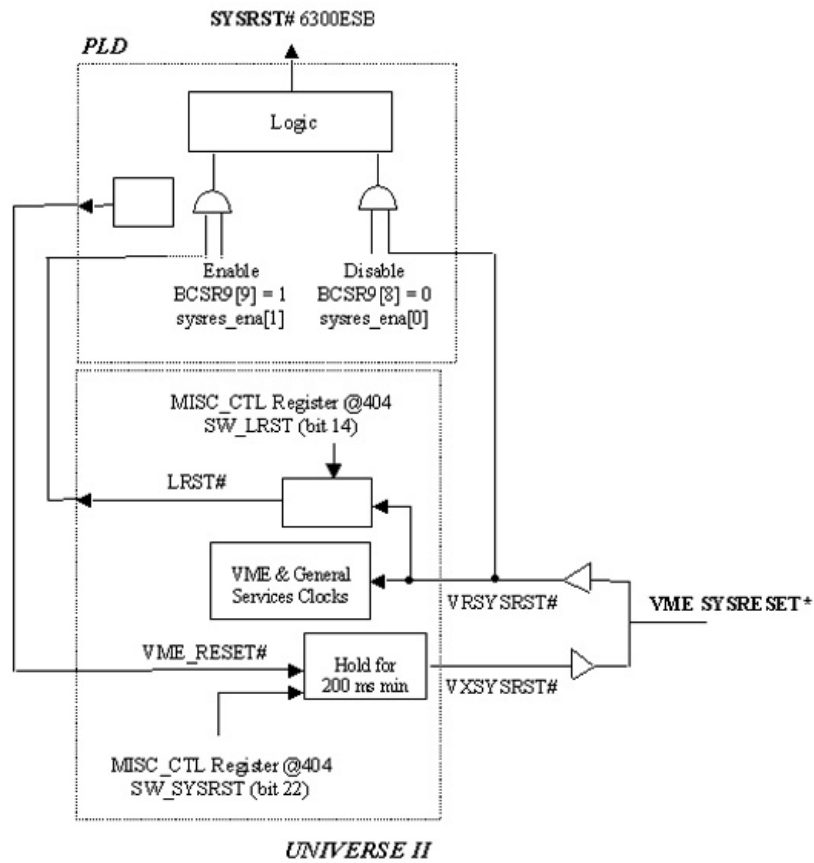 SYSRST# 6300ESB
PLD
Logic
Enable
BCSR9[9] = 1
sysres_ena[1]
Disable
BCSR9[8] = 0
sysres_ena[0]
MISC_CTL Register @404
SW_LRST (bit 14)
LRST#
VME & General
Services Clocks
VRSYSRST#
VME SYSRESET*
VME_RESET#
Hold for
200 ms min
VXSYSRST#
MISC_CTL Register @404
SW_SYSRST (bit 22)
UNIVERSE II